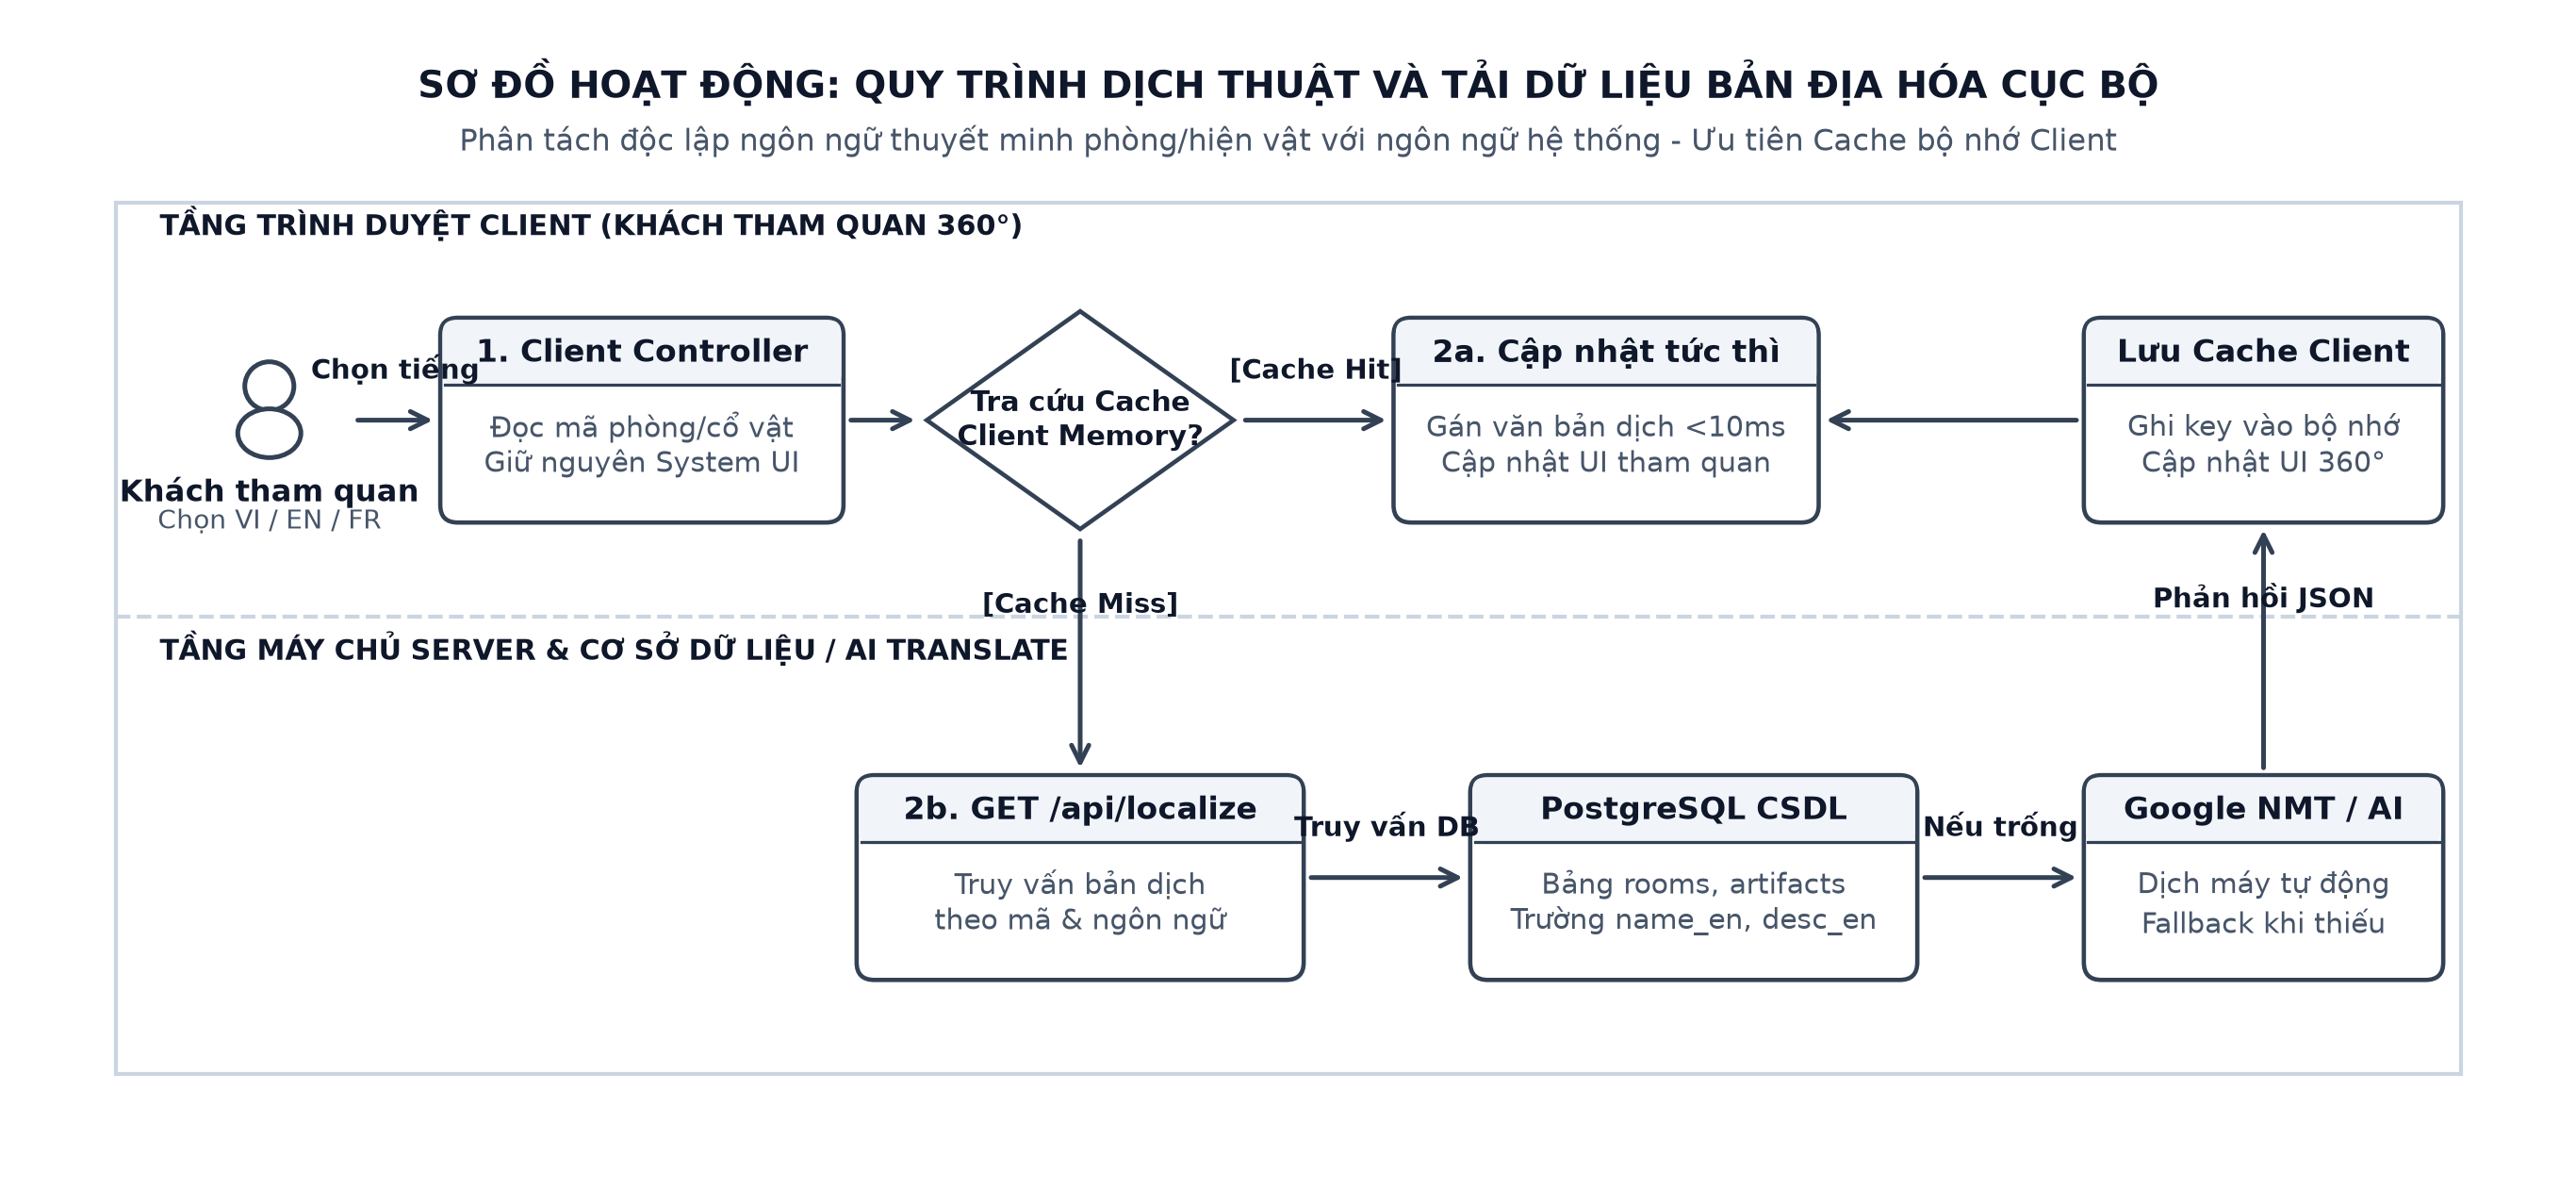 SƠ ĐỒ HOẠT ĐỘNG: QUY TRÌNH DỊCH THUẬT VÀ TẢI DỮ LIỆU BẢN ĐỊA HÓA CỤC BỘ
Phân tách độc lập ngôn ngữ thuyết minh phòng/hiện vật với ngôn ngữ hệ thống - Ưu tiên Cache bộ nhớ Client
TẦNG TRÌNH DUYỆT CLIENT (KHÁCH THAM QUAN 360°)
Chọn tiếng
Khách tham quan
Chọn VI / EN / FR
1. Client Controller
Đọc mã phòng/cổ vật
Giữ nguyên System UI
Tra cứu Cache
Client Memory?
[Cache Hit]
2a. Cập nhật tức thì
Gán văn bản dịch <10ms
Cập nhật UI tham quan
Lưu Cache Client
Ghi key vào bộ nhớ
Cập nhật UI 360°
[Cache Miss]
Phản hồi JSON
TẦNG MÁY CHỦ SERVER & CƠ SỞ DỮ LIỆU / AI TRANSLATE
2b. GET /api/localize
Truy vấn bản dịch
theo mã & ngôn ngữ
Truy vấn DB
PostgreSQL CSDL
Bảng rooms, artifacts
Trường name_en, desc_en
Nếu trống
Google NMT / AI
Dịch máy tự động
Fallback khi thiếu